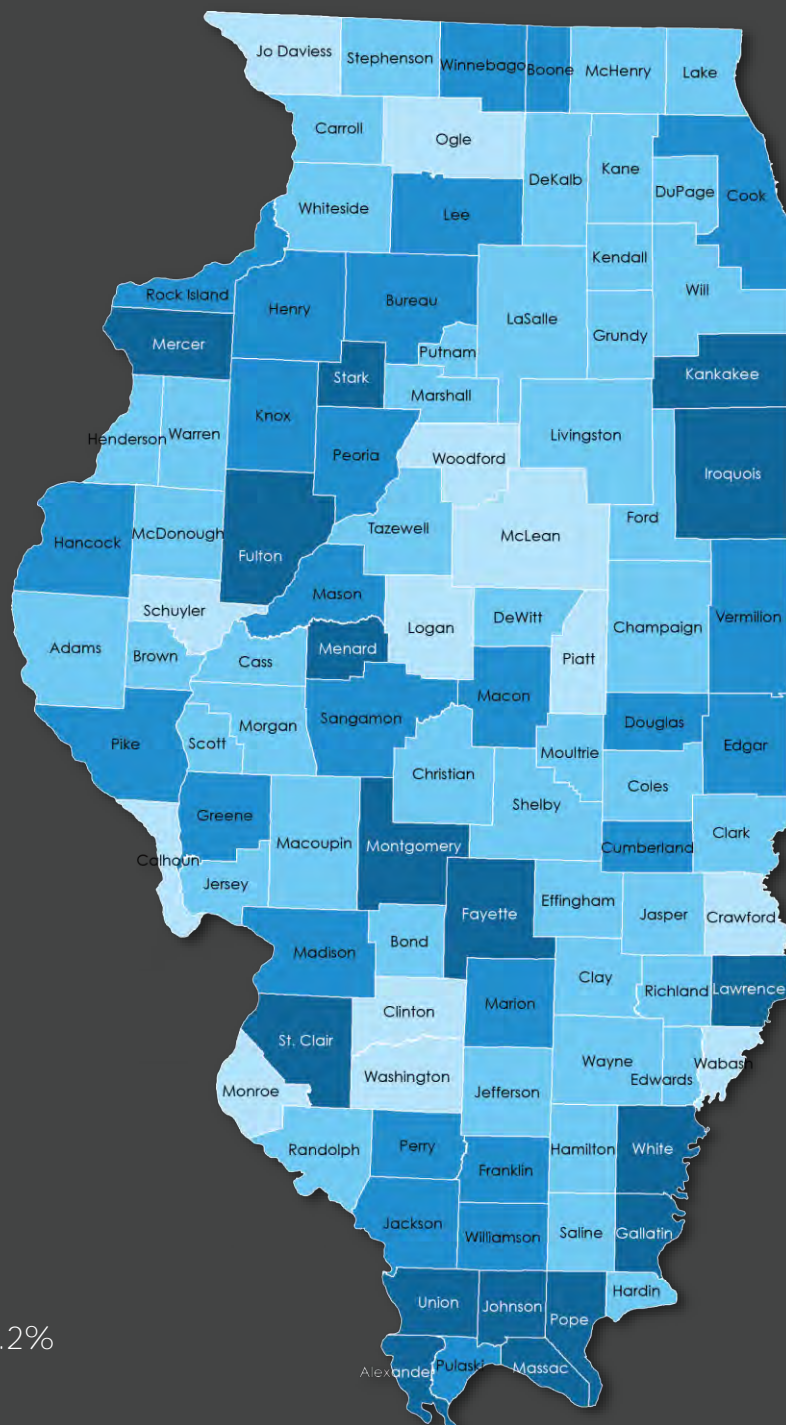 Jo Daviess
Stephenson
Winnebago
Boone
McHenry
Lake
Carroll
Ogle
DeKalb
Kane
DuPage
Cook
Whiteside
Lee
Kendall
Will
Rock Island
Henry
Bureau
LaSalle
Grundy
Mercer
Putnam
Stark
Kankakee
Marshall
Knox
Henderson
Warren
Peoria
Woodford
Livingston
Iroquois
Ford
Hancock
McDonough
Fulton
Tazewell
McLean
Mason
Schuyler
Logan
DeWitt
Champaign
Vermilion
Adams
Brown
Cass
Menard
Piatt
Macon
Pike
Scott
Morgan
Sangamon
Douglas
Edgar
Christian
Moultrie
Coles
Shelby
Greene
Macoupin
Montgomery
Cumberland
Clark
Calhoun
Jersey
Fayette
Effingham
Jasper
Crawford
Madison
Bond
Clay
Richland
Lawrence
Clinton
Marion
St. Clair
Wayne
Edwards
Wabash
Washington
Jefferson
Monroe
Randolph
Perry
Hamilton
White
Franklin
Jackson
Williamson
Saline
Gallatin
Hardin
Union
Johnson
Pope
.2%
Alexander
Pulaski
Massac